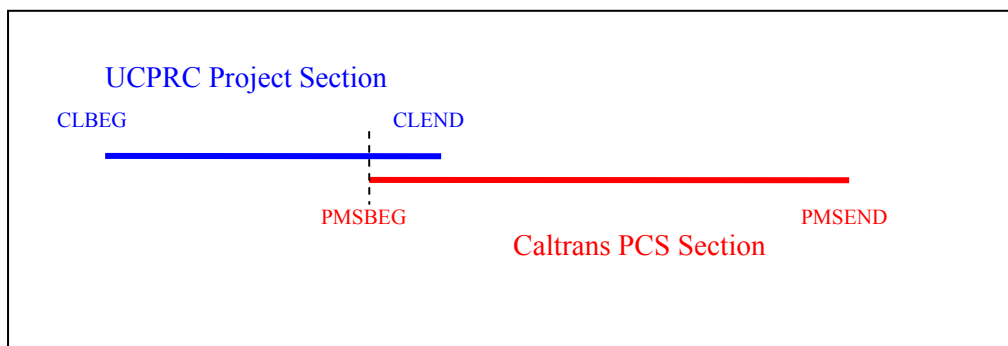 UCPRC Project Section
CLBEG CLEND
PMSBEG PMSEND
Caltrans PCS Section